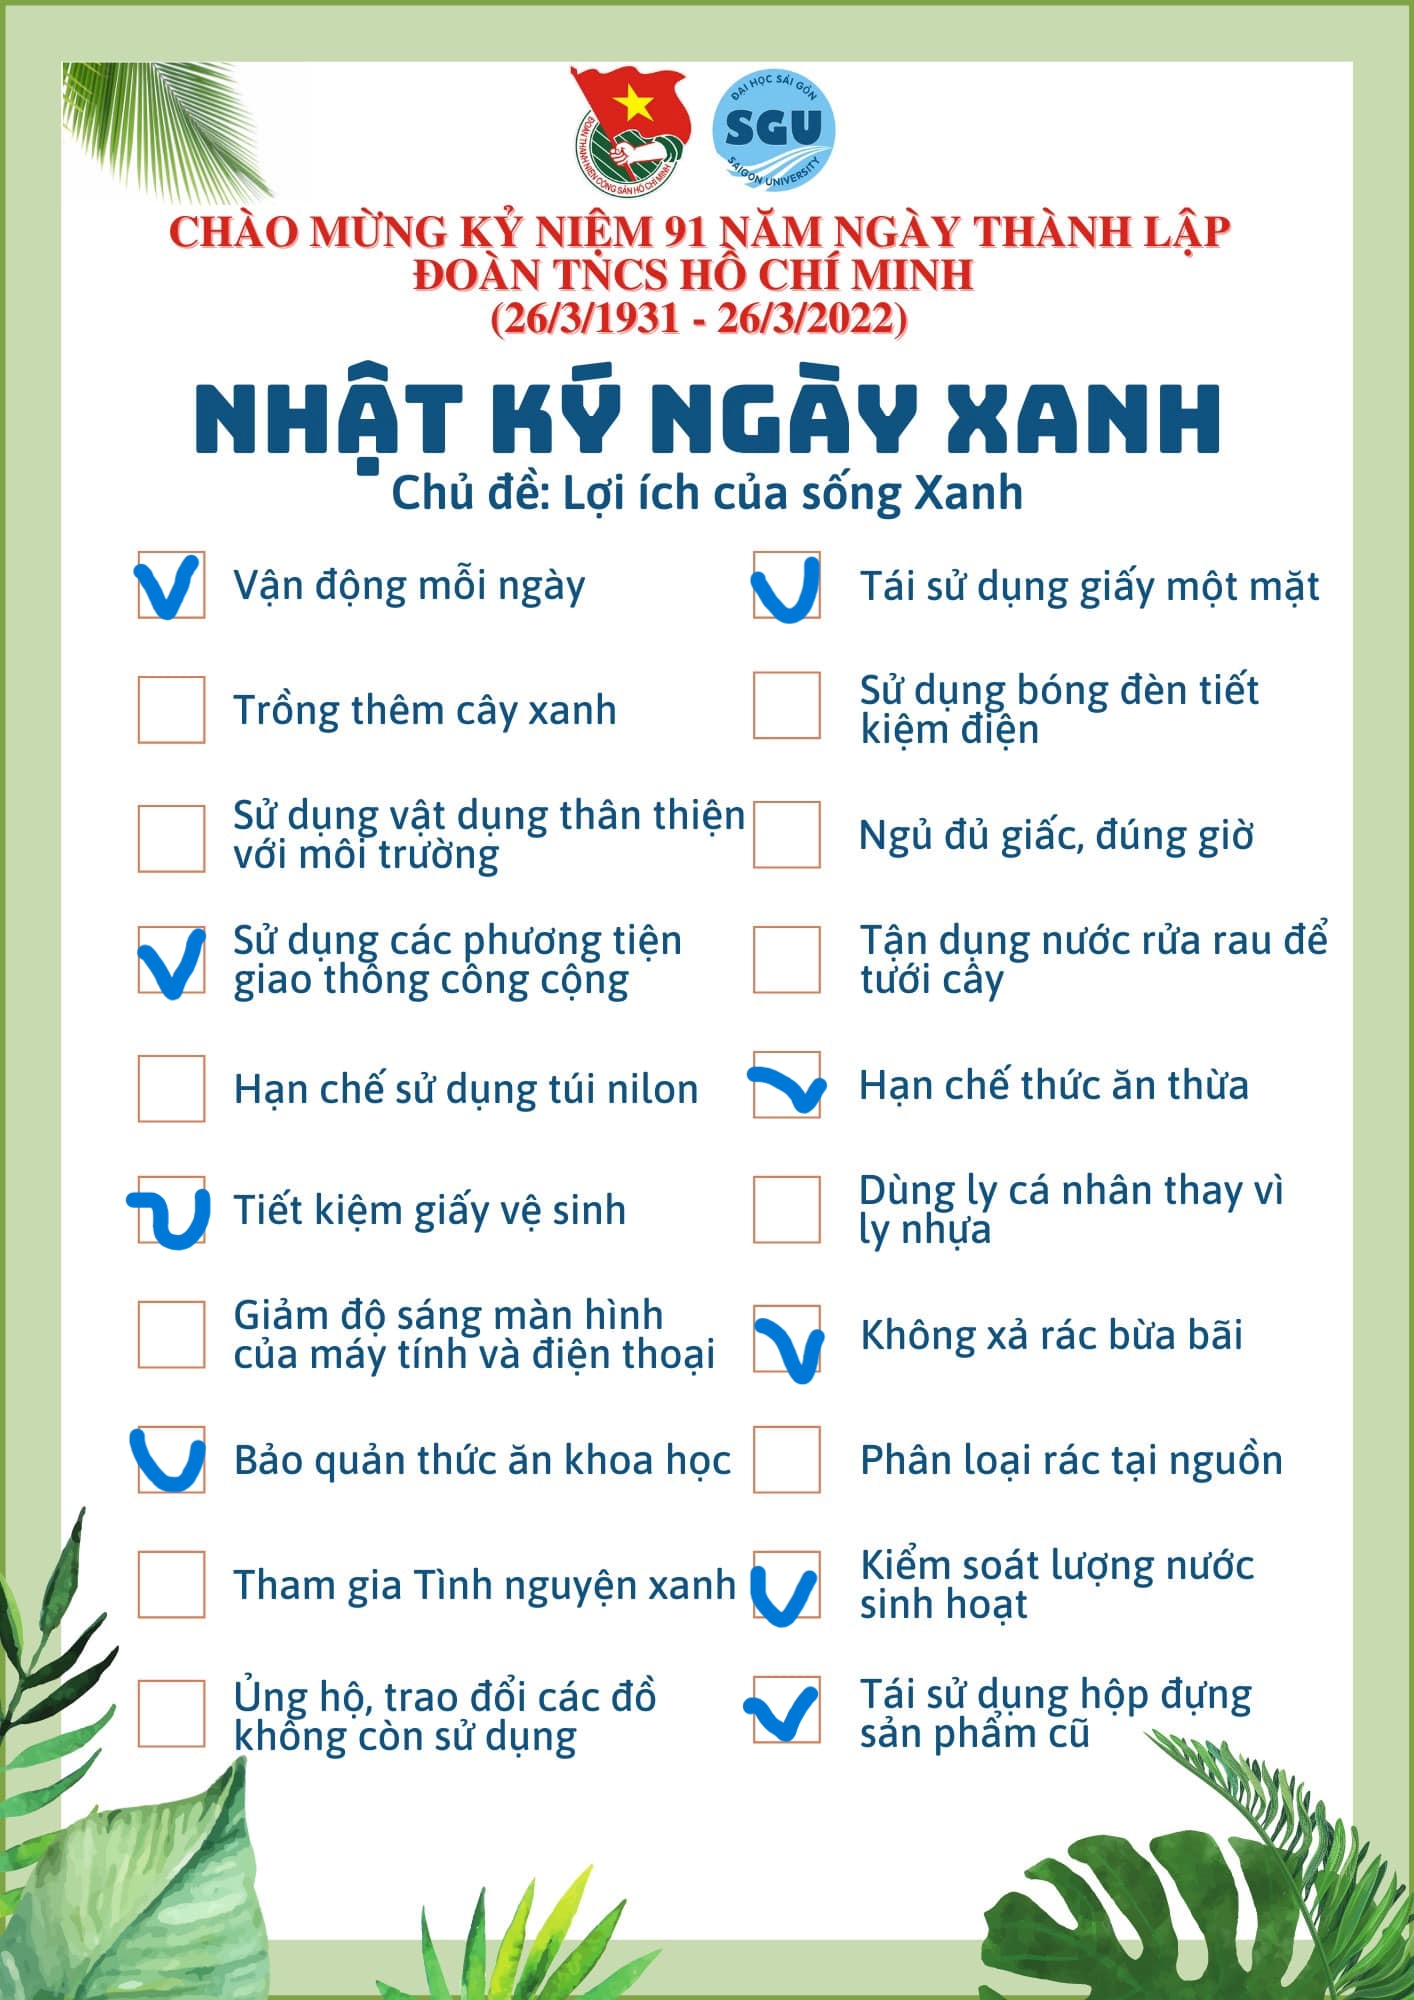 ĐOÀN THANH NIÊN CỘNG SẢN HỒ CHÍ MINH
ĐẠI HỌC SÀI GÒN
SGU
SAIGON UNIVERSITY
CHÀO MỪNG KỶ NIỆM 91 NĂM NGÀY THÀNH LẬP
ĐOÀN TNCS HỒ CHÍ MINH
(26/3/1931 - 26/3/2022)
NHẬT KÝ NGÀY XANH
Chủ đề: Lợi ích của sống Xanh
Vận động mỗi ngày
Trồng thêm cây xanh
Sử dụng vật dụng thân thiện
với môi trường
Sử dụng các phương tiện
giao thông công cộng
Hạn chế sử dụng túi nilon
Tiết kiệm giấy vệ sinh
Giảm độ sáng màn hình
của máy tính và điện thoại
Bảo quản thức ăn khoa học
Tham gia Tình nguyện xanh
Ủng hộ, trao đổi các đồ
không còn sử dụng
Tái sử dụng giấy một mặt
Sử dụng bóng đèn tiết
kiệm điện
Ngủ đủ giấc, đúng giờ
Tận dụng nước rửa rau để
tưới cây
Hạn chế thức ăn thừa
Dùng ly cá nhân thay vì
ly nhựa
Không xả rác bừa bãi
Phân loại rác tại nguồn
Kiểm soát lượng nước
sinh hoạt
Tái sử dụng hộp đựng
sản phẩm cũ